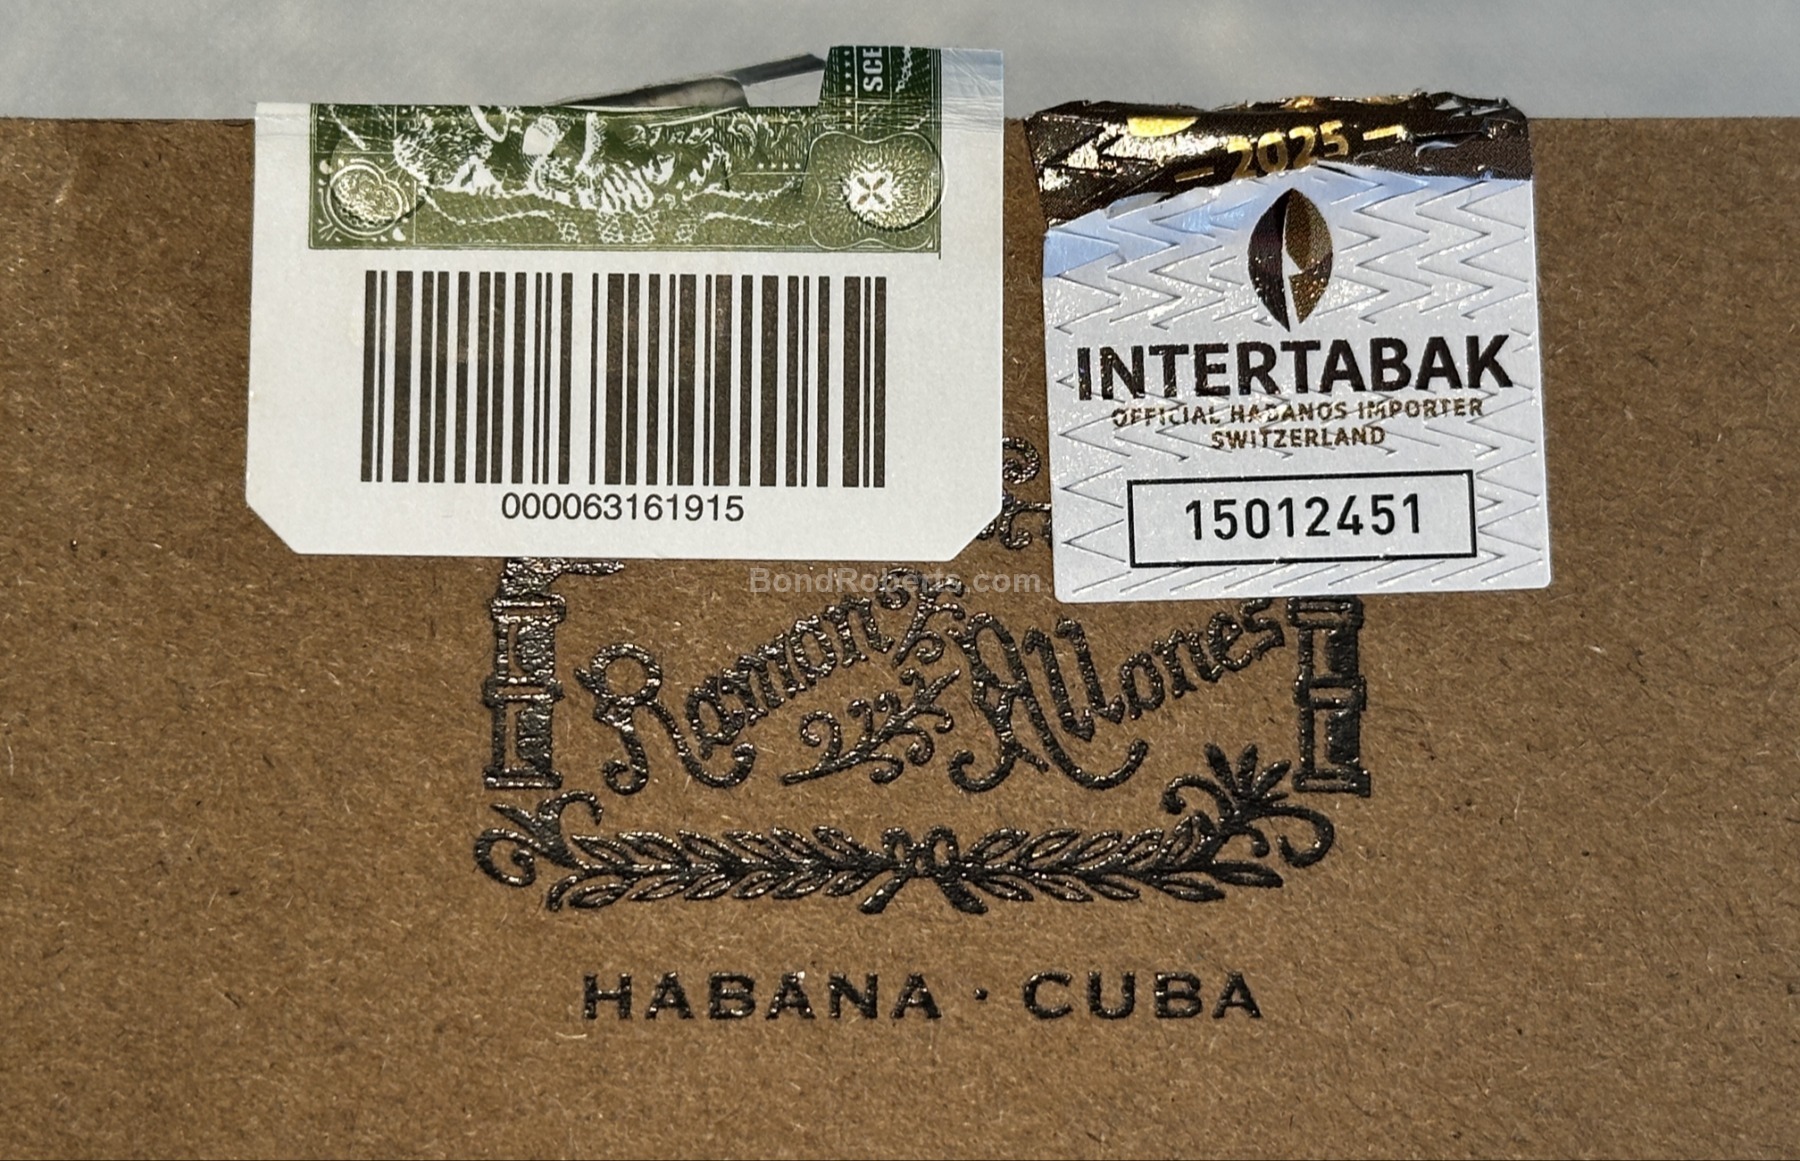 SCE
— 2025 —
INTERTABAK
OFFICIAL HABANOS IMPORTER
SWITZERLAND
15012451
000063161915
BondRoberts.com
Ramon Allones
HABANA · CUBA